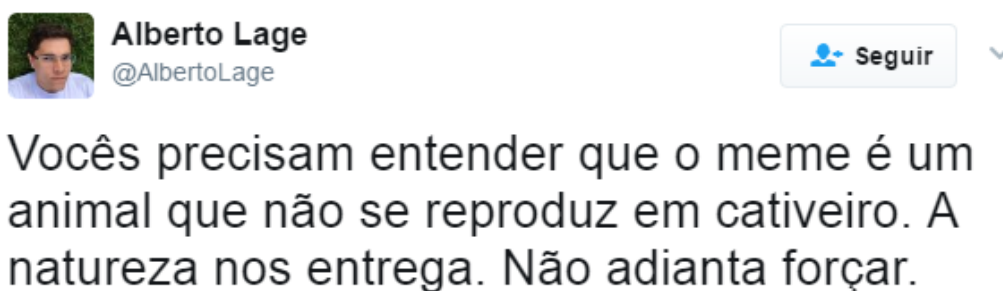 Alberto Lage
@AlbertoLage
Seguir
Vocês precisam entender que o meme é um
animal que não se reproduz em cativeiro. A
natureza nos entrega. Não adianta forçar.